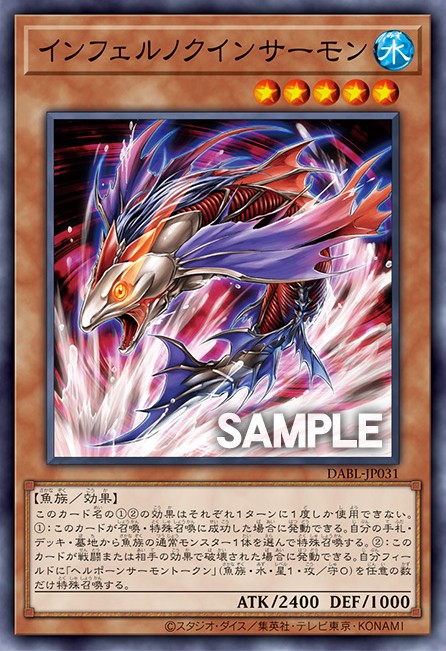 インフェルノクインサーモン
水
SAMPLE
DABL-JP031
【魚族／効果】
このカード名の①②の効果はそれぞれ１ターンに１度しか使用できない。
①：このカードが召喚・特殊召喚に成功した場合に発動できる。自分の手札・
デッキ・墓地から魚族の通常モンスター１体を選んで特殊召喚する。②：この
カードが戦闘または相手の効果で破壊された場合に発動できる。自分フィール
ドに「ヘルポーンサーモントークン」(魚族・水・星１・攻／守０)を任意の数
だけ特殊召喚する。
ATK/2400 DEF/1000
©スタジオ・ダイス／集英社・テレビ東京・KONAMI